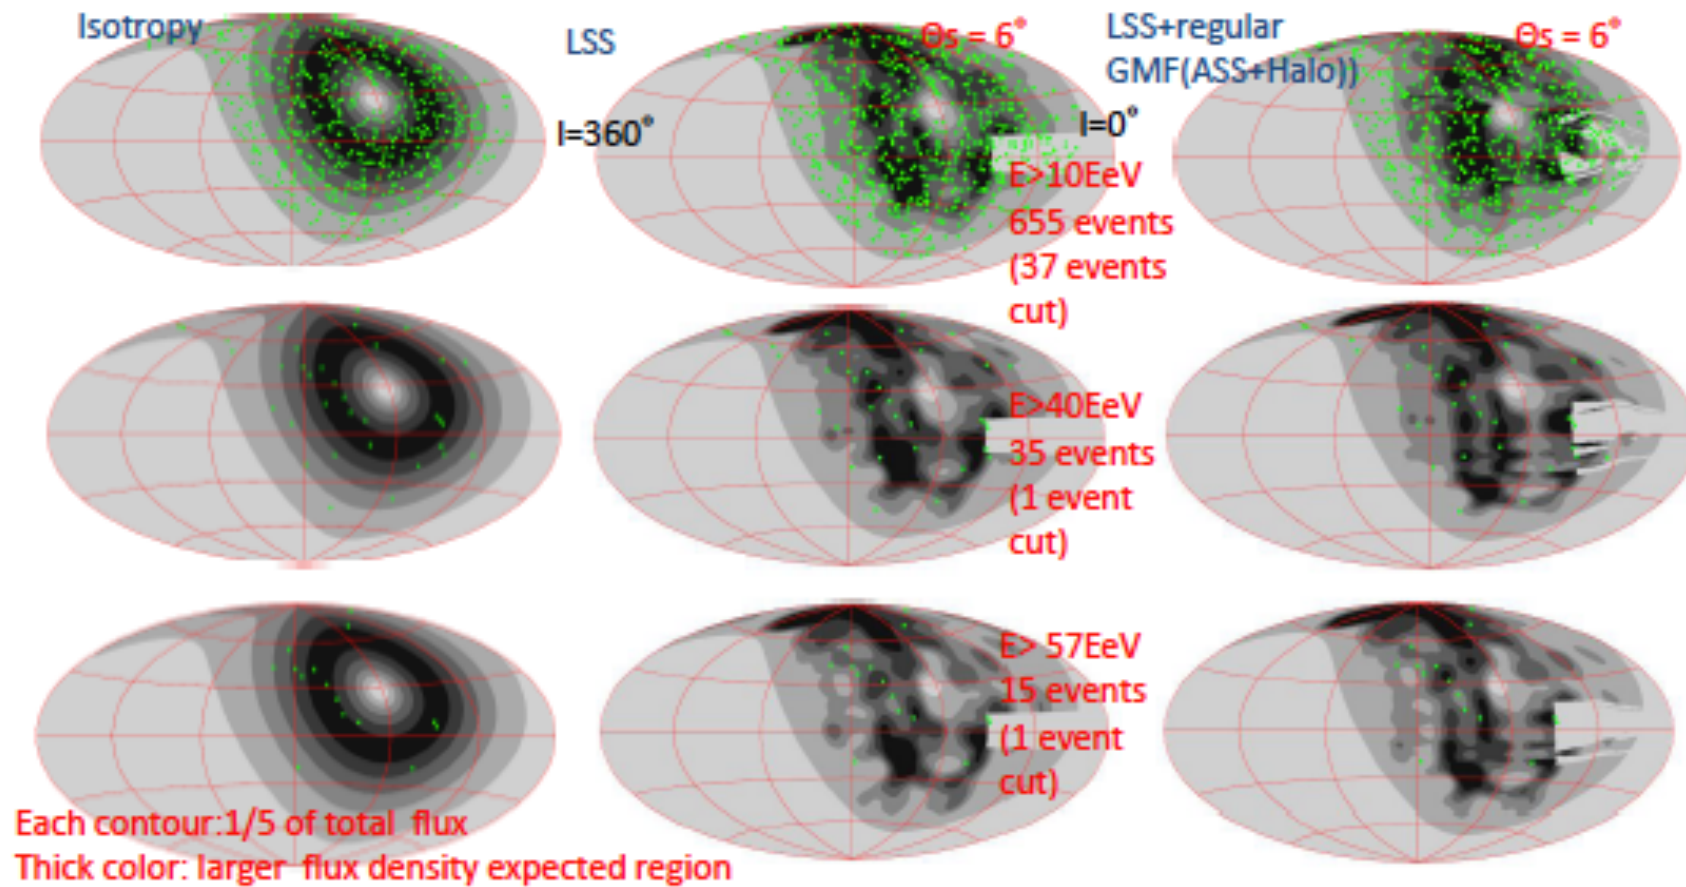 Isotropy
LSS
Θs = 6°
LSS+regular
GMF(ASS+Halo))
Θs = 6°
l=360°
l=0°
E>10EeV
655 events
(37 events
cut)
E>40EeV
35 events
(1 event
cut)
E> 57EeV
15 events
(1 event
cut)
Each contour:1/5 of total flux
Thick color: larger flux density expected region